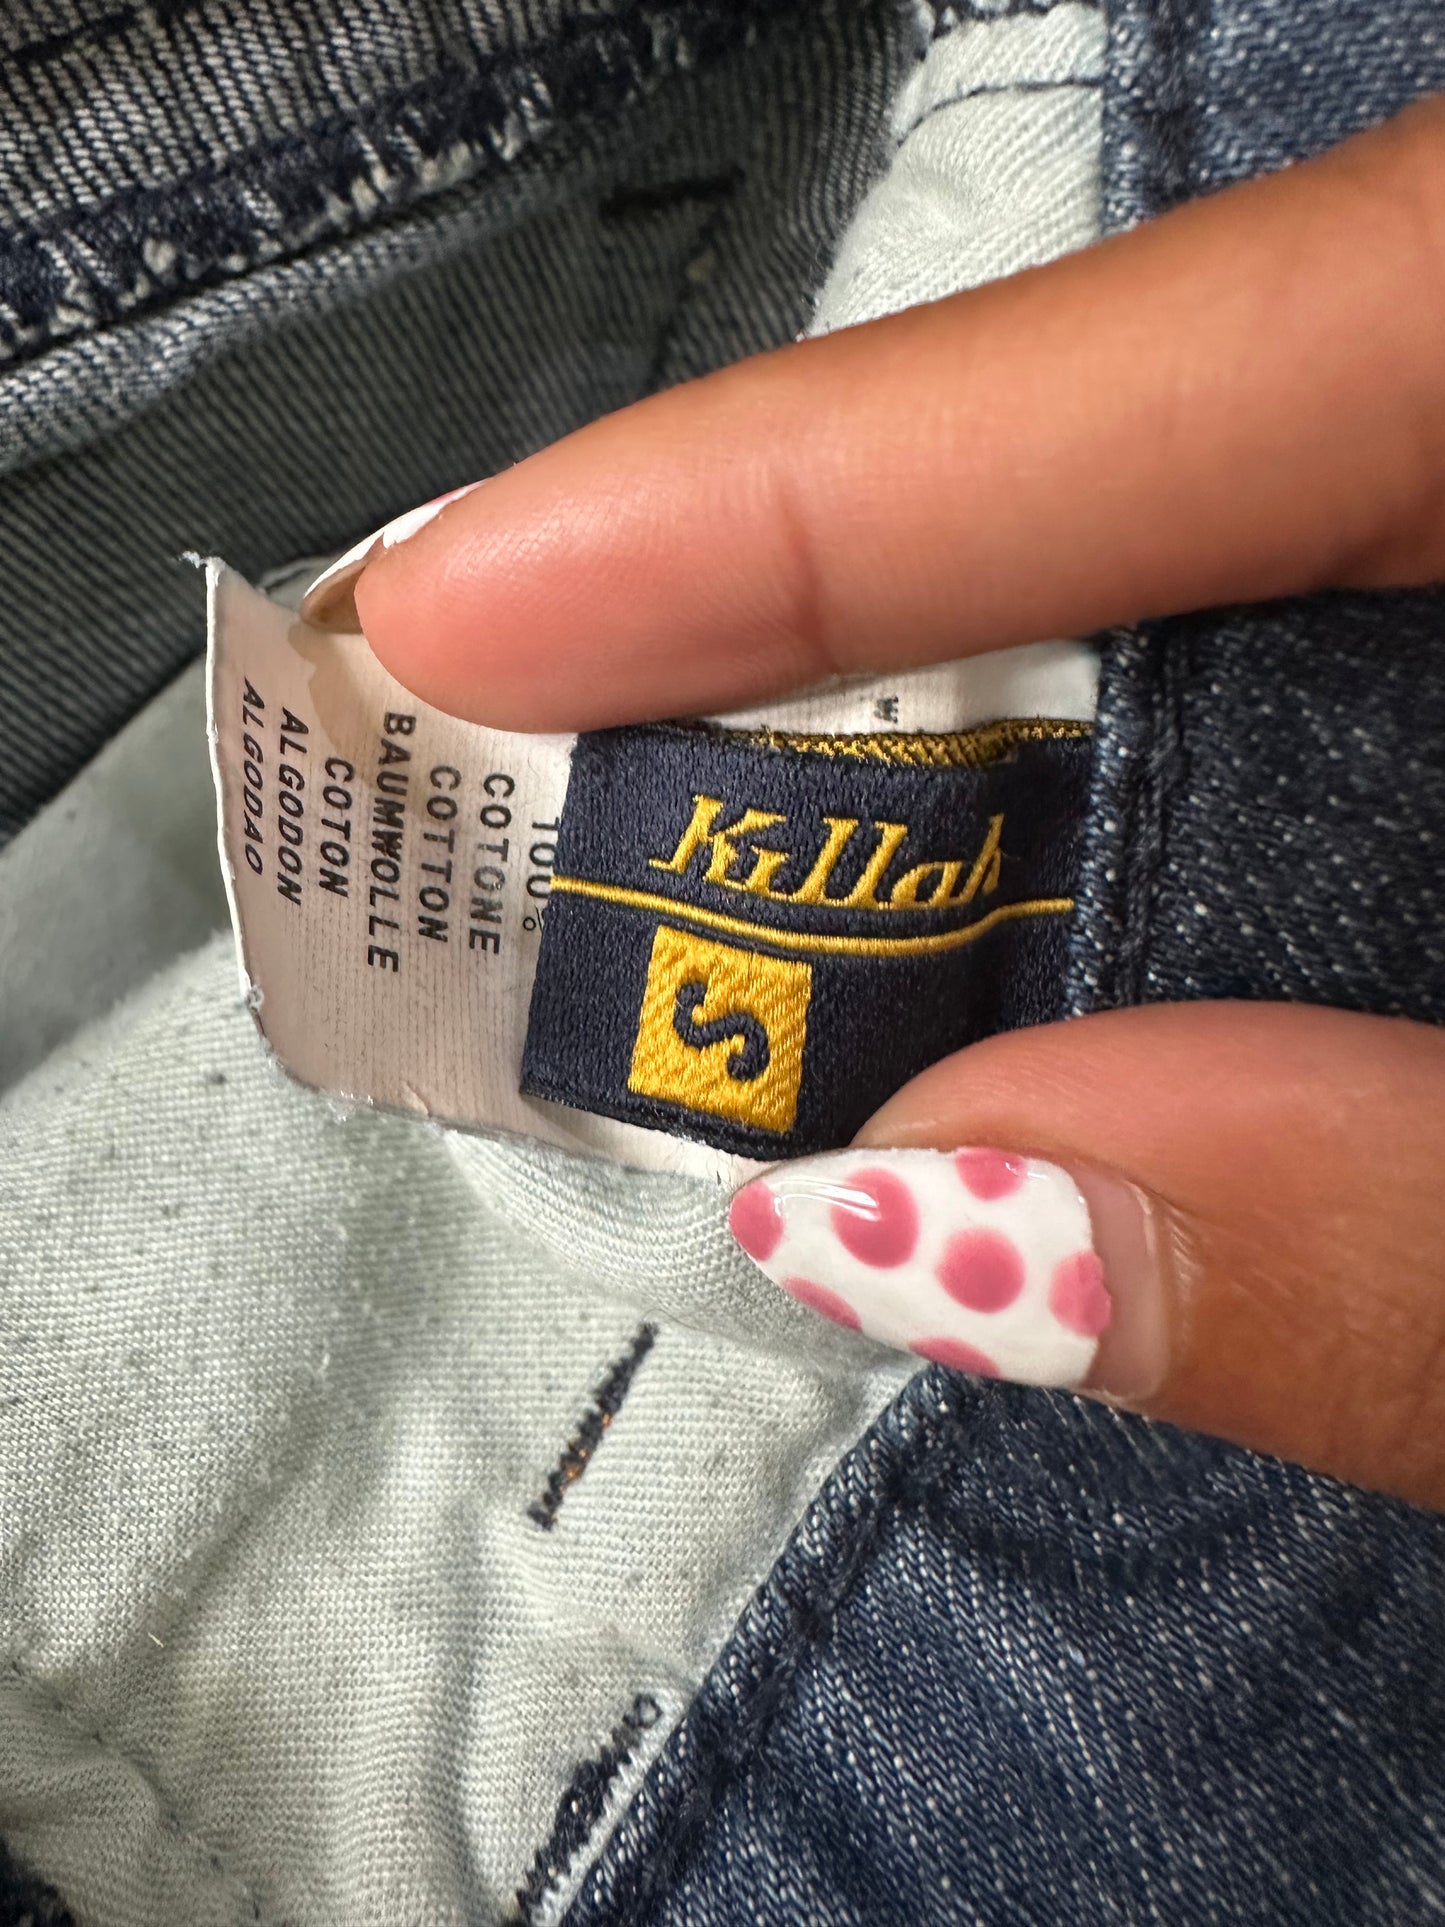 Killah
S
100%
COTONE
COTTON
BAUMWOLLE
COTON
ALGODON
ALGODAO
W